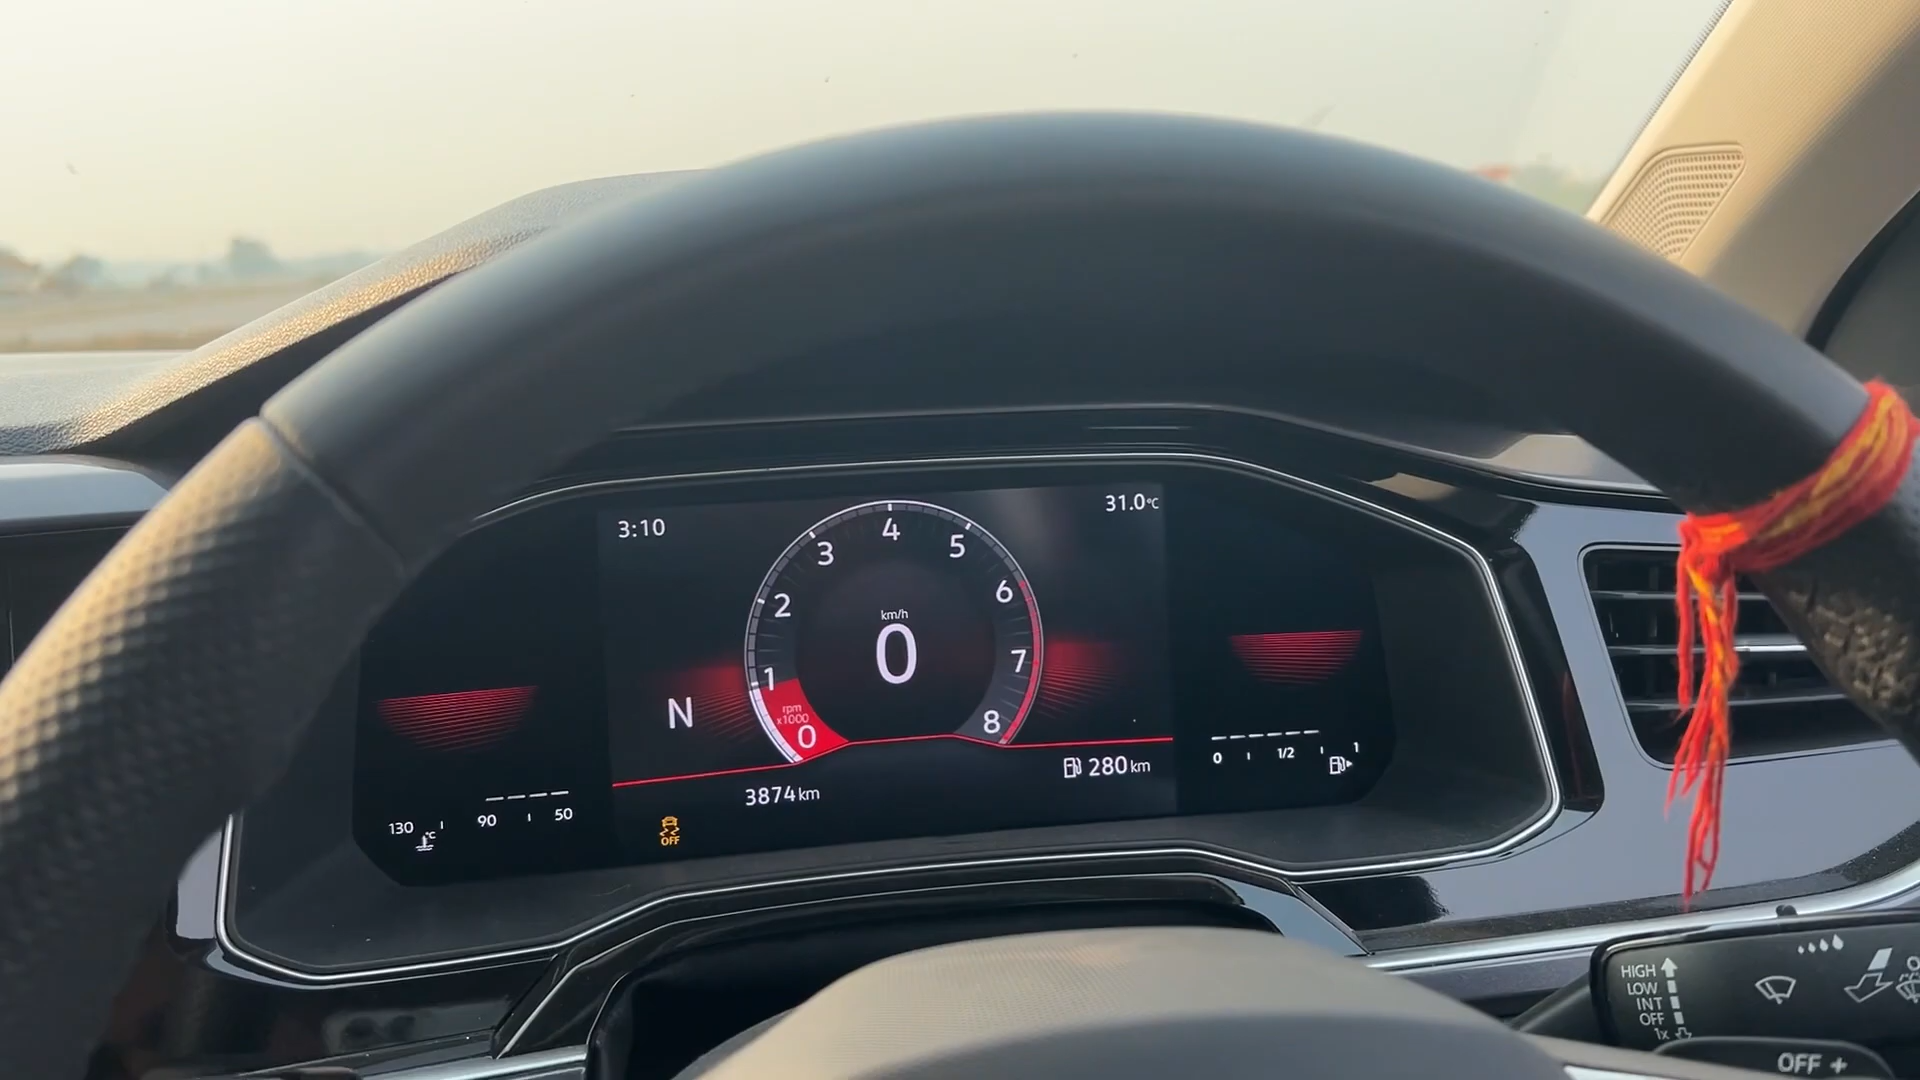 3:10
31.0°C
0 1 2 3 4 5 6 7 8
rpm
x1000
km/h
0
N
3874 km
280 km
OFF
130 90 50
°C
0 1/2 1
HIGH
LOW
INT
OFF
1x
OFF +